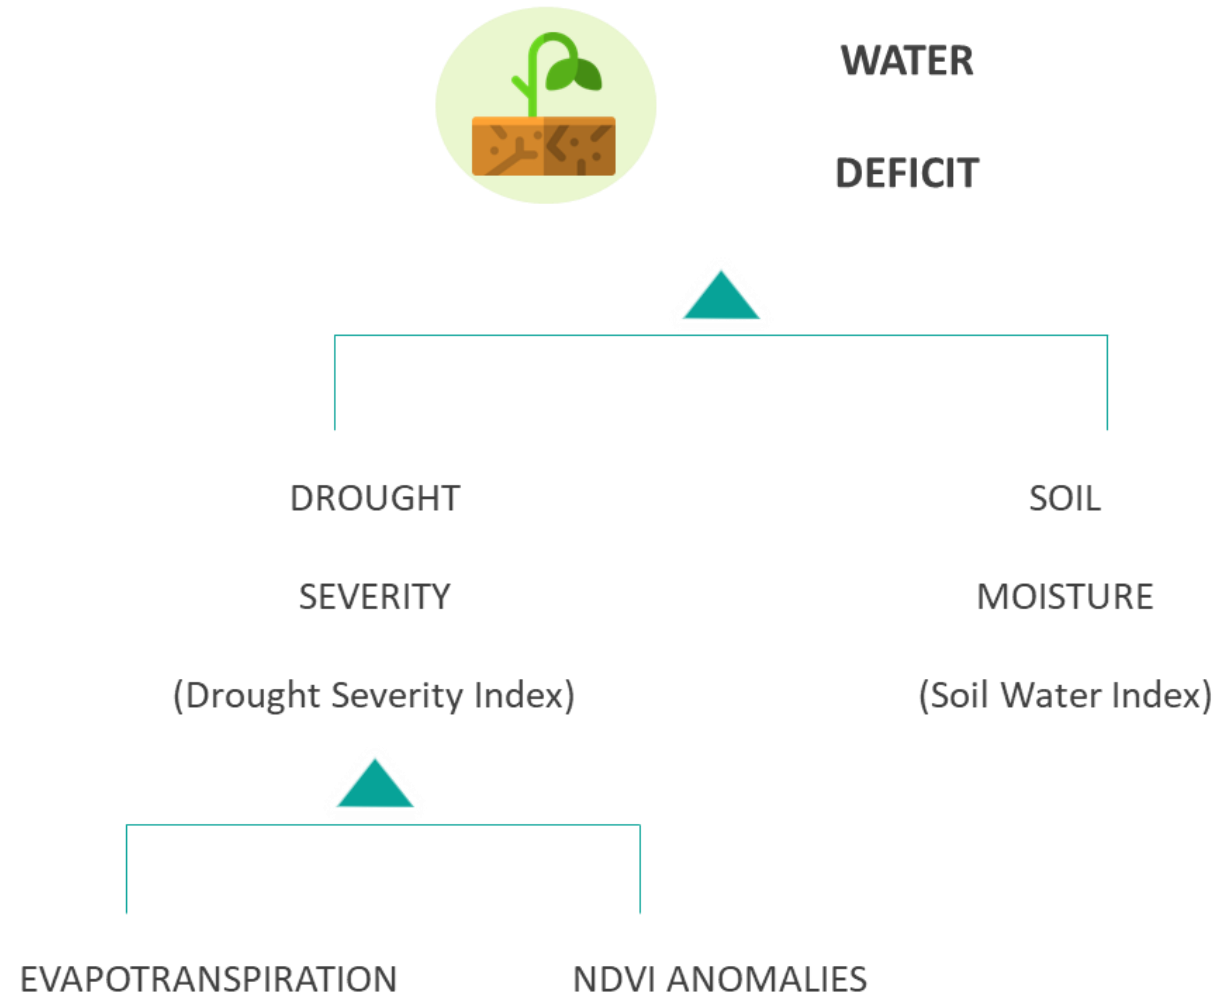 WATER
DEFICIT
DROUGHT
SEVERITY
(Drought Severity Index)
SOIL
MOISTURE
(Soil Water Index)
EVAPOTRANSPIRATION
NDVI ANOMALIES